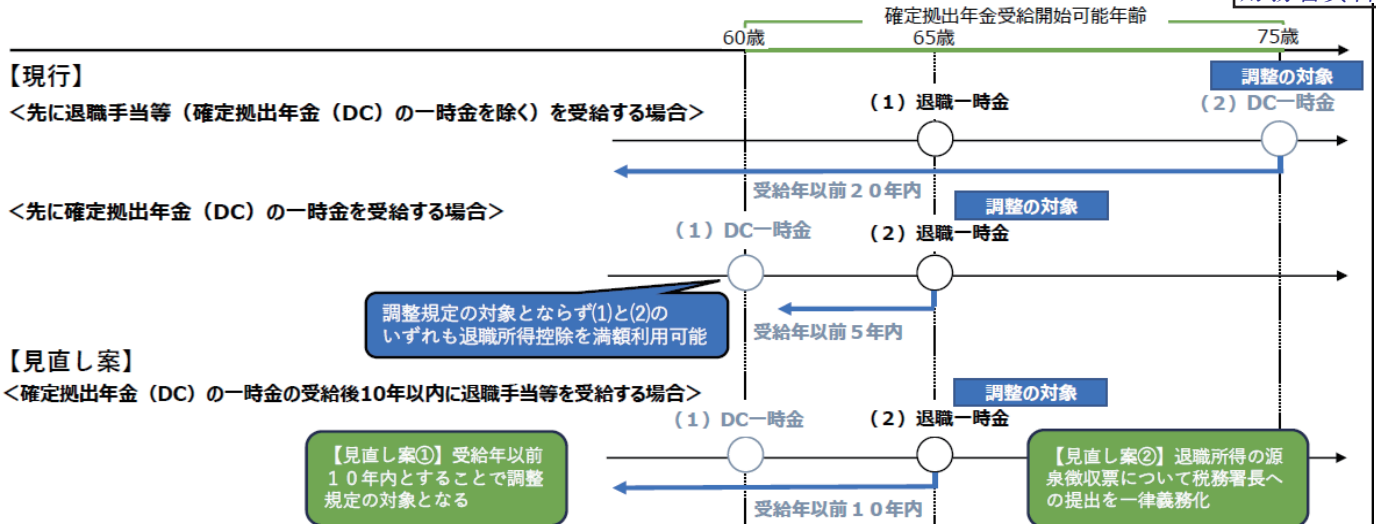 確定拠出年金受給開始可能年齢
60歳
65歳
75歳
【現行】
調整の対象
＜先に退職手当等（確定拠出年金（DC）の一時金を除く）を受給する場合＞
（１）退職一時金
（２）DC一時金
受給年以前２０年内
＜先に確定拠出年金（DC）の一時金を受給する場合＞
調整の対象
（１）DC一時金
（２）退職一時金
調整規定の対象とならず⑴と⑵の
いずれも退職所得控除を満額利用可能
受給年以前５年内
【見直し案】
＜確定拠出年金（DC）の一時金の受給後10年以内に退職手当等を受給する場合＞
調整の対象
（１）DC一時金
（２）退職一時金
【見直し案①】受給年以前
１０年内とすることで調整
規定の対象となる
【見直し案②】退職所得の源
泉徴収票について税務署長へ
の提出を一律義務化
受給年以前１０年内